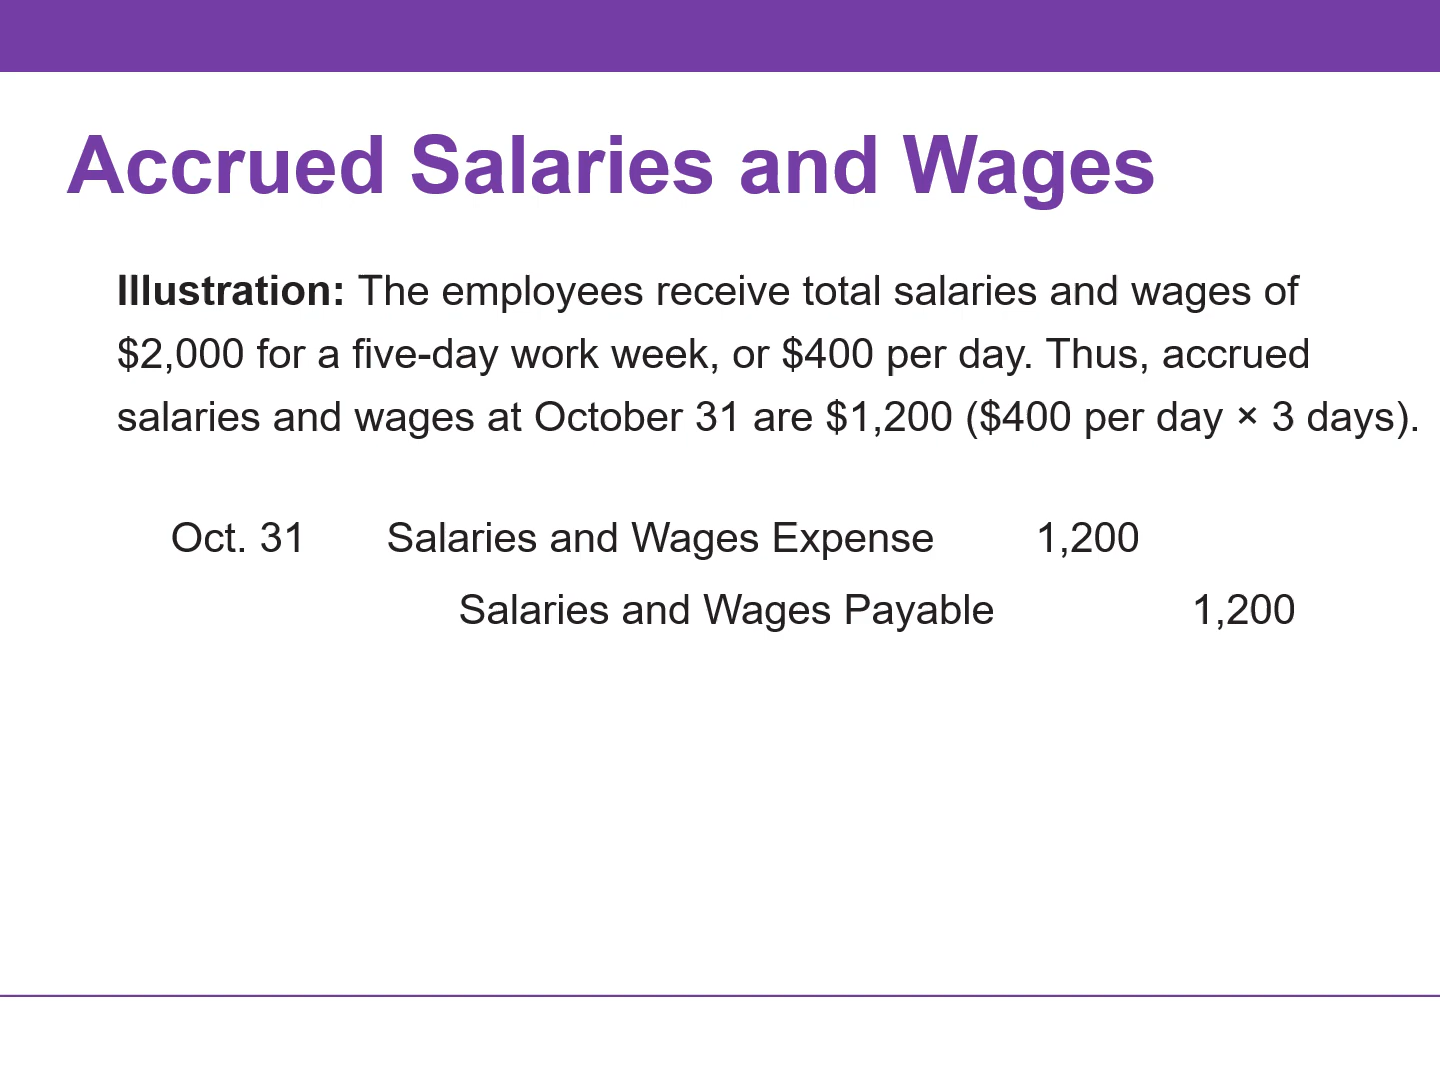 Accrued Salaries and Wages
Illustration: The employees receive total salaries and wages of
$2,000 for a five-day work week, or $400 per day. Thus, accrued
salaries and wages at October 31 are $1,200 ($400 per day × 3 days).
Oct. 31 Salaries and Wages Expense 1,200
Salaries and Wages Payable 1,200